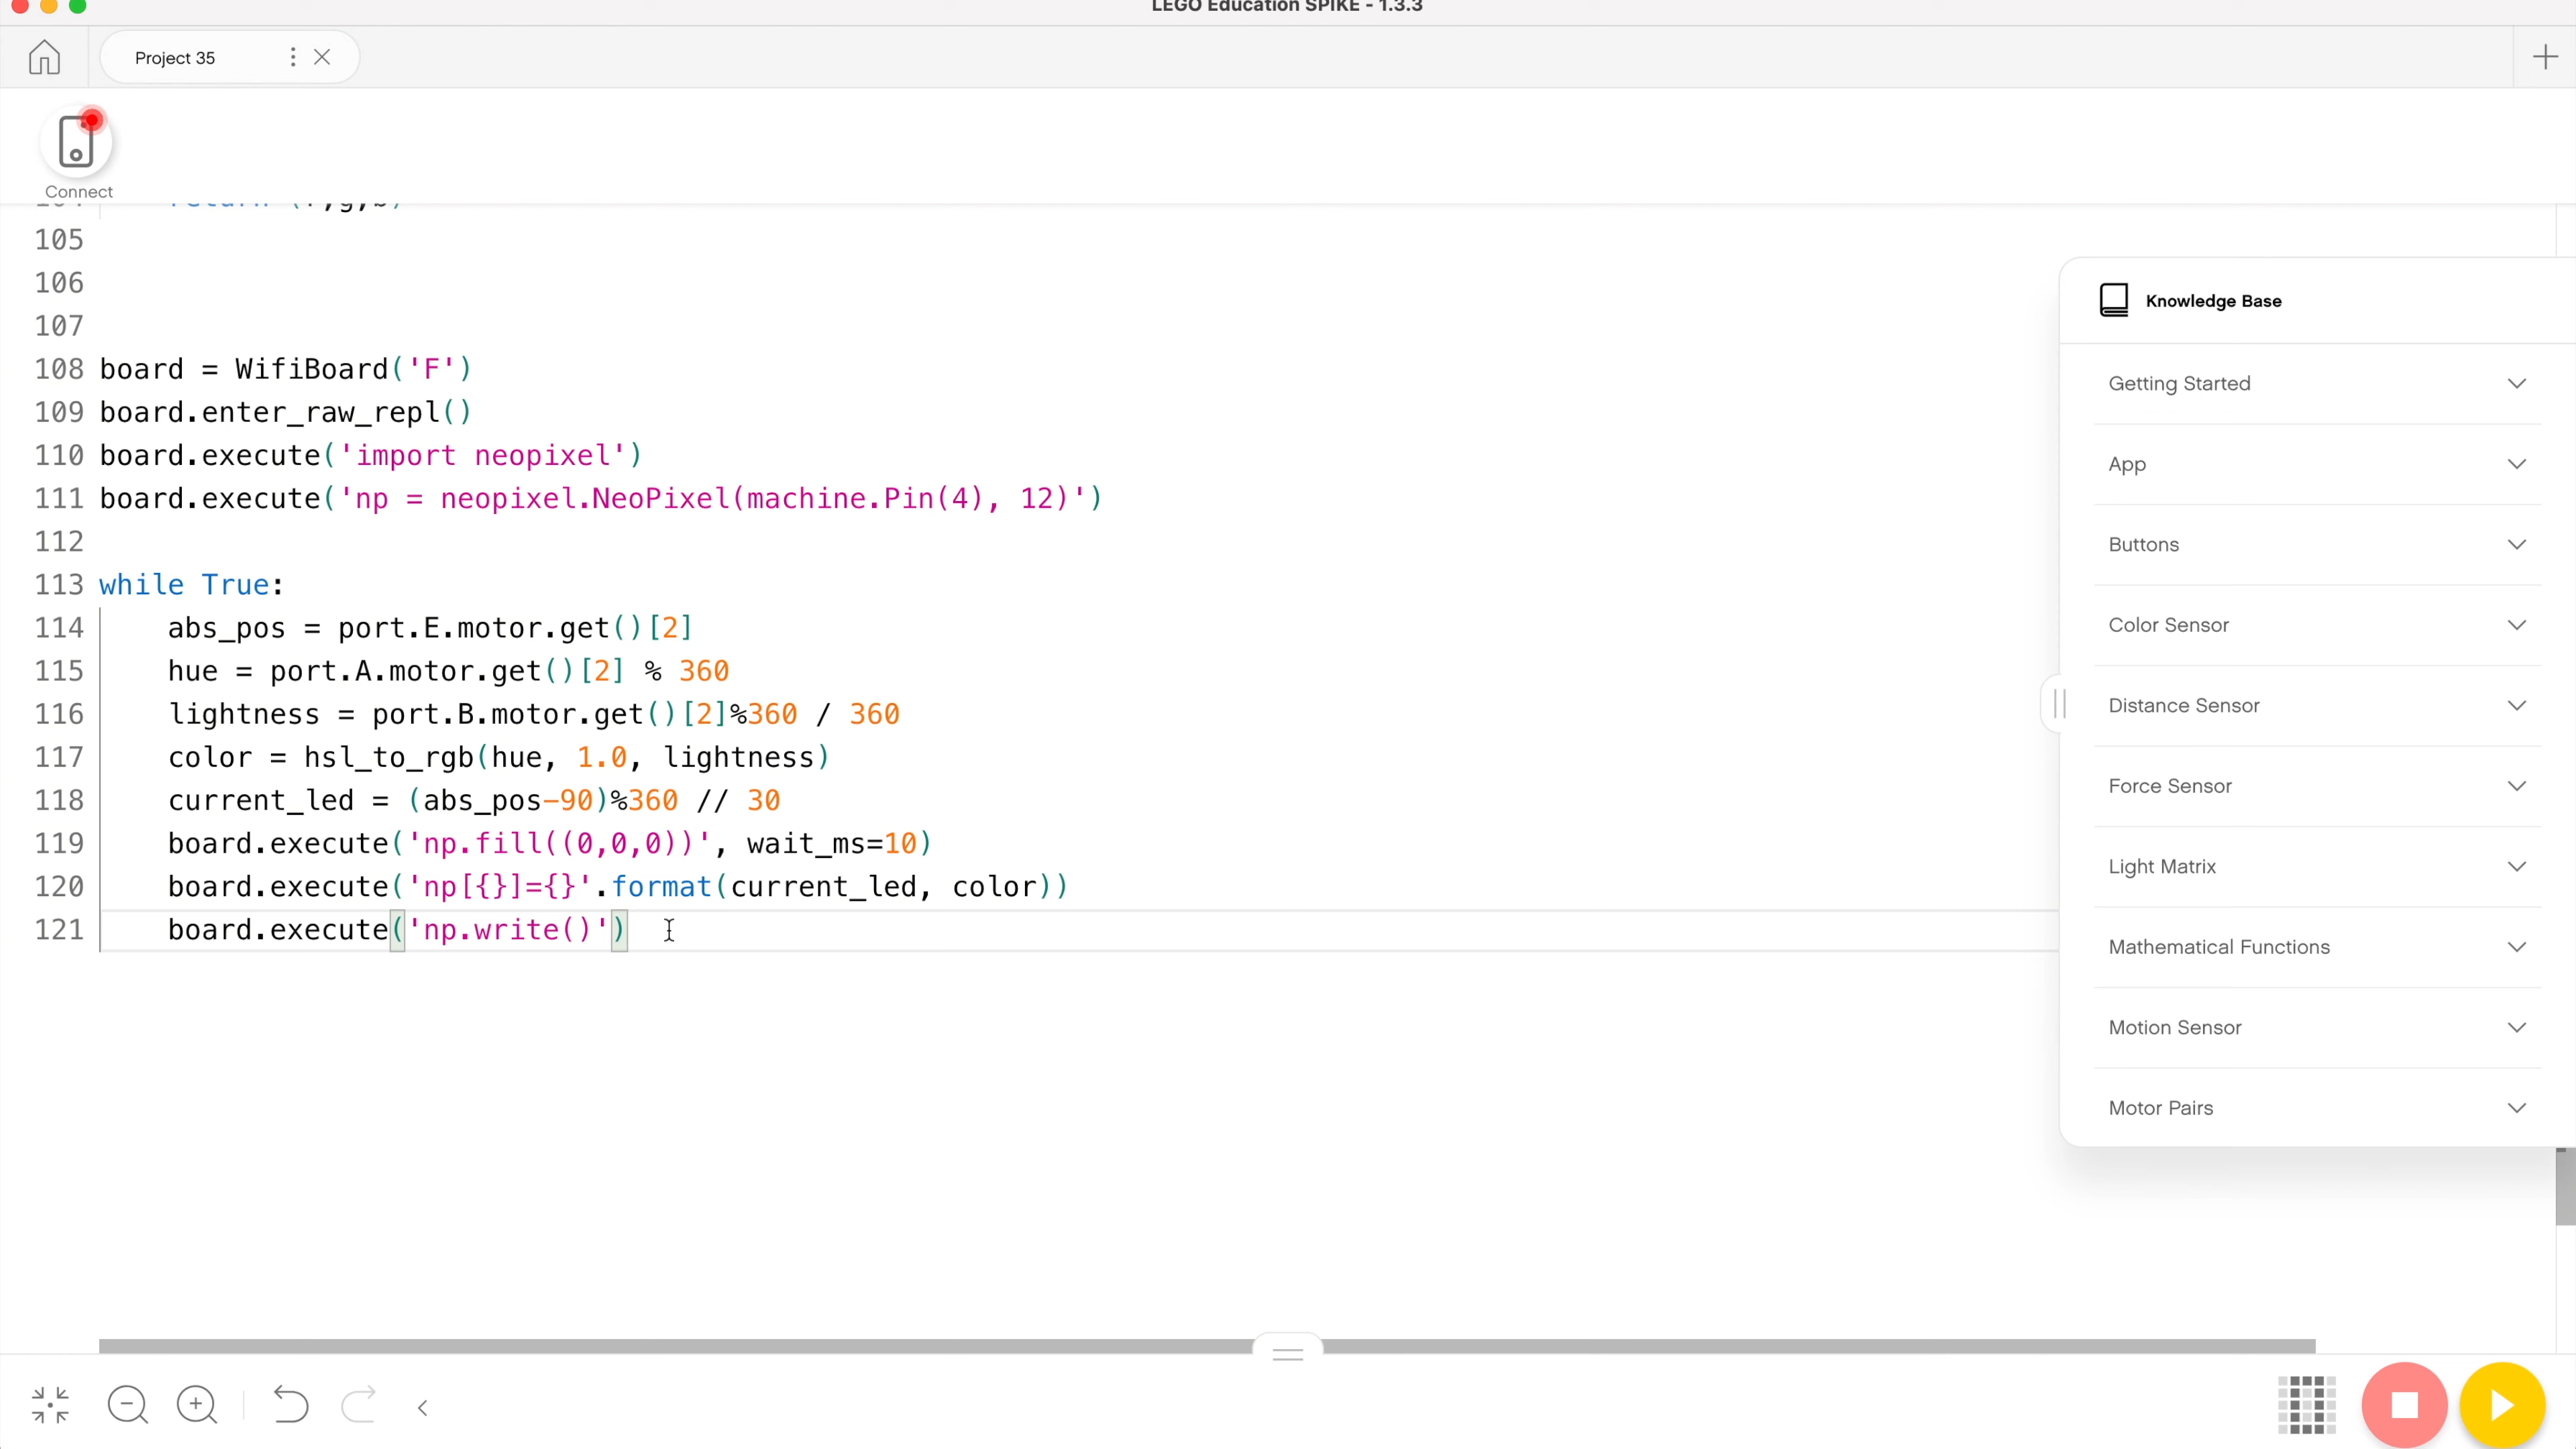 LEGO Education SPIKE - 1.3.3
Project 35
Connect
104 return (r,g,b)
105
106
107
108 board = WifiBoard('F')
109 board.enter_raw_repl()
110 board.execute('import neopixel')
111 board.execute('np = neopixel.NeoPixel(machine.Pin(4), 12)')
112
113 while True:
114 abs_pos = port.E.motor.get()[2]
115 hue = port.A.motor.get()[2] % 360
116 lightness = port.B.motor.get()[2]%360 / 360
117 color = hsl_to_rgb(hue, 1.0, lightness)
118 current_led = (abs_pos-90)%360 // 30
119 board.execute('np.fill((0,0,0))', wait_ms=10)
120 board.execute('np[{}]={}'.format(current_led, color))
121 board.execute('np.write()')
Knowledge Base
Getting Started
App
Buttons
Color Sensor
Distance Sensor
Force Sensor
Light Matrix
Mathematical Functions
Motion Sensor
Motor Pairs